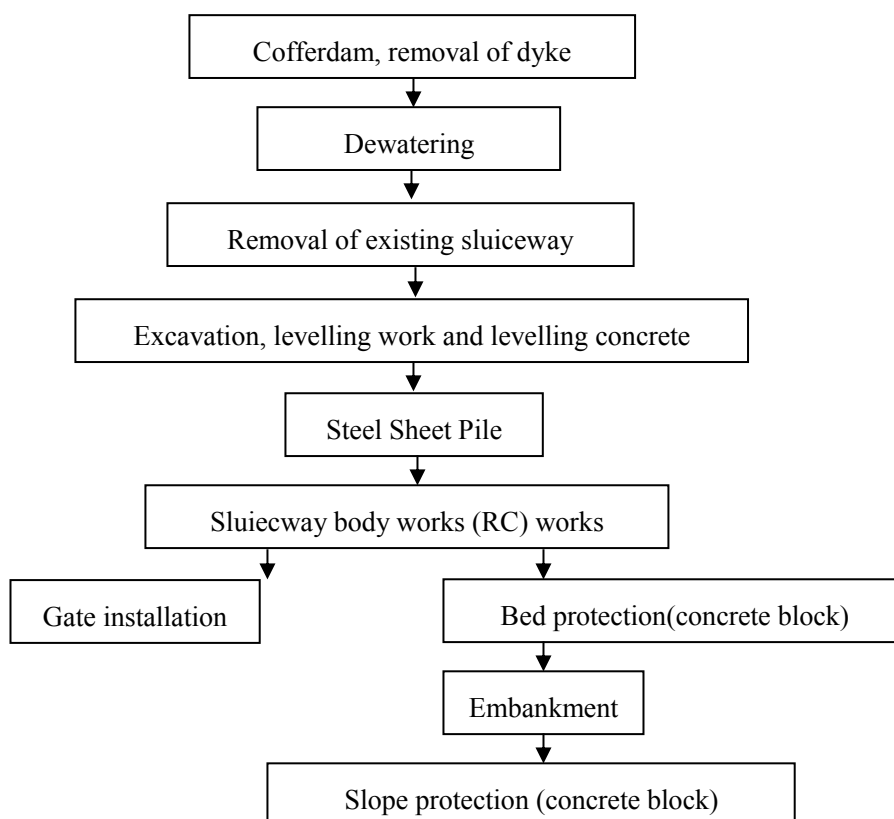 Cofferdam, removal of dyke
Dewatering
Removal of existing sluiceway
Excavation, levelling work and levelling concrete
Steel Sheet Pile
Sluiecway body works (RC) works
Gate installation
Bed protection(concrete block)
Embankment
Slope protection (concrete block)